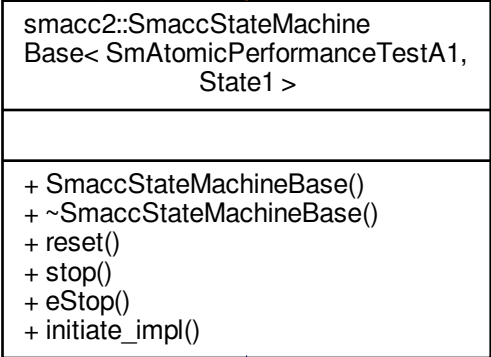 smacc2::SmaccStateMachine
Base< SmAtomicPerformanceTestA1,
State1 >
+ SmaccStateMachineBase()
+ ~SmaccStateMachineBase()
+ reset()
+ stop()
+ eStop()
+ initiate_impl()